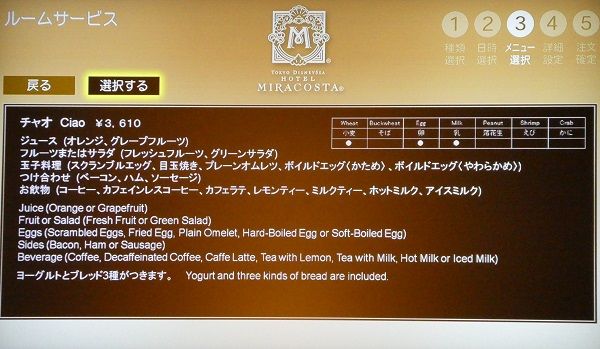 ルームサービス
TOKYO DISNEYSEA
HOTEL
MIRACOSTA®
1 2 3 4 5
種類選択 日時選択 メニュー選択 詳細設定 注文確定
戻る 選択する
チャオ Ciao ¥3,610
Wheat Buckwheat Egg Milk Peanut Shrimp Crab
小麦 そば 卵 乳 落花生 えび かに
● ● ●
ジュース (オレンジ、グレープフルーツ)
フルーツまたはサラダ (フレッシュフルーツ、グリーンサラダ)
玉子料理 (スクランブルエッグ、目玉焼き、プレーンオムレツ、ボイルドエッグ〈かため〉、ボイルドエッグ〈やわらかめ〉)
つけ合わせ (ベーコン、ハム、ソーセージ)
お飲物 (コーヒー、カフェインレスコーヒー、カフェラテ、レモンティー、ミルクティー、ホットミルク、アイスミルク)
Juice (Orange or Grapefruit)
Fruit or Salad (Fresh Fruit or Green Salad)
Eggs (Scrambled Eggs, Fried Egg, Plain Omelet, Hard-Boiled Egg or Soft-Boiled Egg)
Sides (Bacon, Ham or Sausage)
Beverage (Coffee, Decaffeinated Coffee, Caffe Latte, Tea with Lemon, Tea with Milk, Hot Milk or Iced Milk)
ヨーグルトとブレッド3種がつきます。 Yogurt and three kinds of bread are included.